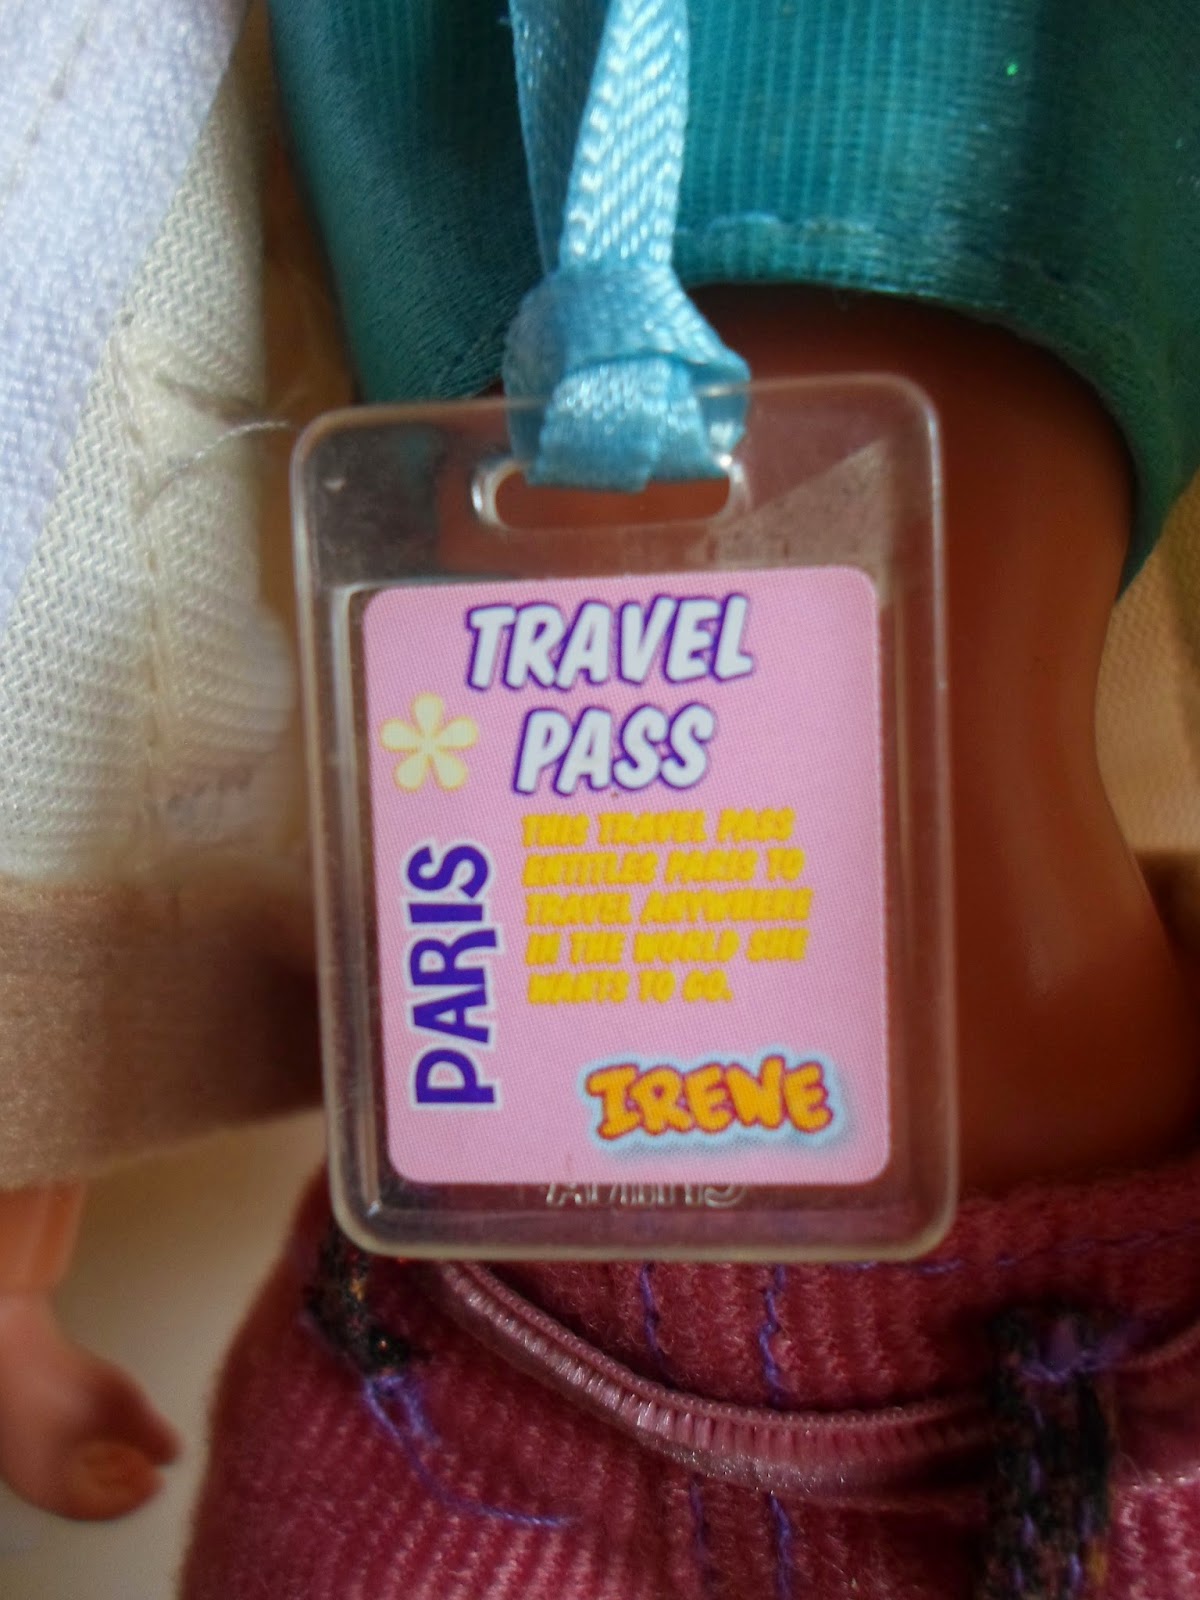 TRAVEL
PASS
PARIS
THIS TRAVEL PASS
ENTITLES PARIS TO
TRAVEL ANYWHERE
IN THE WORLD SHE
WANTS TO GO.
IRENE